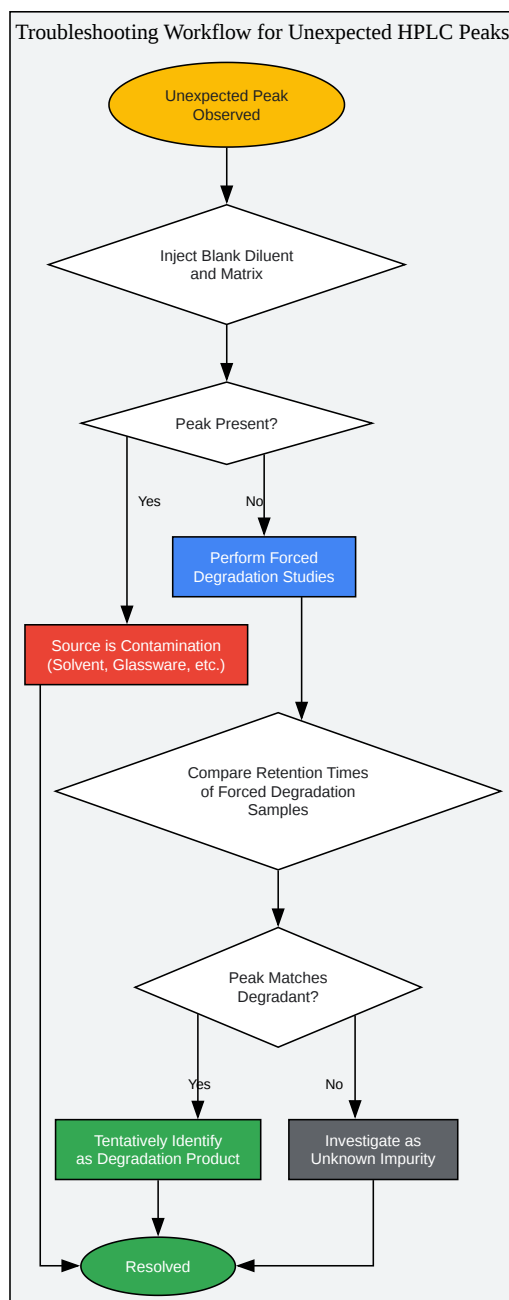 Troubleshooting Workflow for Unexpected HPLC Peaks
Unexpected Peak
Observed
Inject Blank Diluent
and Matrix
Peak Present?
Yes
No
Perform Forced
Degradation Studies
Source is Contamination
(Solvent, Glassware, etc.)
Compare Retention Times
of Forced Degradation
Samples
Peak Matches
Degradant?
Yes
No
Tentatively Identify
as Degradation Product
Investigate as
Unknown Impurity
Resolved